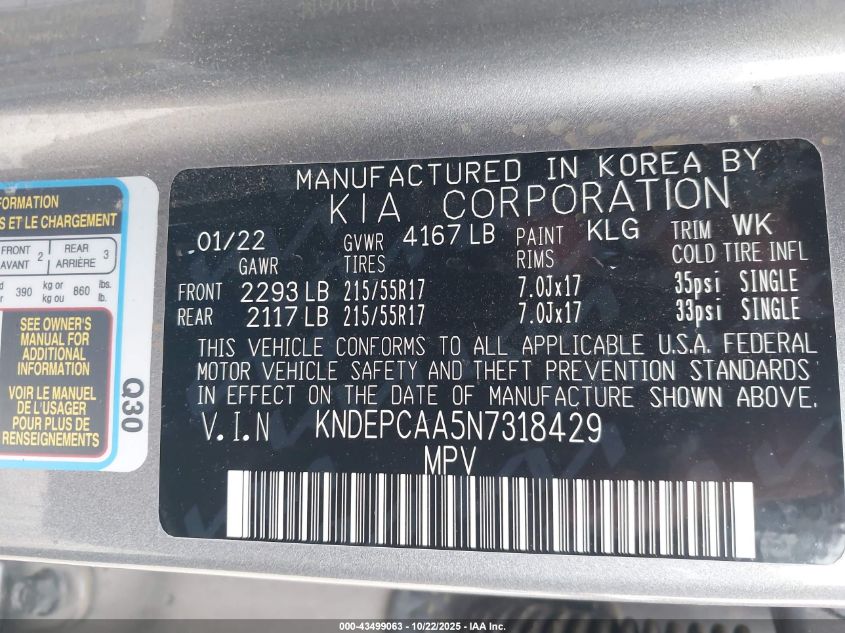 FORMATION
S ET LE CHARGEMENT
FRONT 2 REAR 3
AVANT ARRIÈRE
390 kg or 860 lbs.
kg ou lb.
SEE OWNER'S
MANUAL FOR
ADDITIONAL
INFORMATION
VOIR LE MANUEL
DE L'USAGER
POUR PLUS DE
RENSEIGNEMENTS
Q30
MANUFACTURED IN KOREA BY
KIA CORPORATION
01/22 GVWR 4167 LB PAINT KLG TRIM WK
GAWR TIRES RIMS COLD TIRE INFL
FRONT 2293 LB 215/55R17 7.0Jx17 35psi SINGLE
REAR 2117 LB 215/55R17 7.0Jx17 33psi SINGLE
THIS VEHICLE CONFORMS TO ALL APPLICABLE U.S.A. FEDERAL
MOTOR VEHICLE SAFETY AND THEFT PREVENTION STANDARDS
IN EFFECT ON THE DATE OF MANUFACTURE SHOWN ABOVE.
V.I.N KNDEPCAA5N7318429
MPV
000-43499063 - 10/22/2025 - IAA Inc.